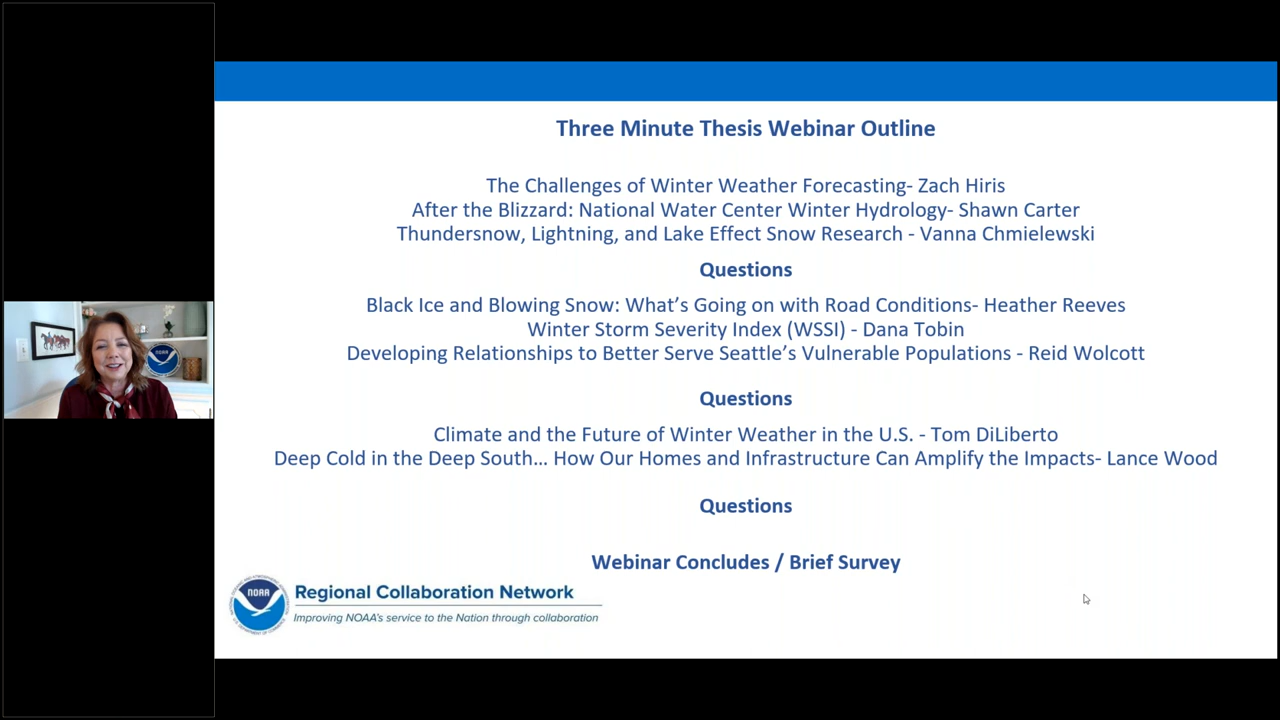 Three Minute Thesis Webinar Outline
The Challenges of Winter Weather Forecasting- Zach Hiris
After the Blizzard: National Water Center Winter Hydrology- Shawn Carter
Thundersnow, Lightning, and Lake Effect Snow Research - Vanna Chmielewski
Questions
Black Ice and Blowing Snow: What’s Going on with Road Conditions- Heather Reeves
Winter Storm Severity Index (WSSI) - Dana Tobin
Developing Relationships to Better Serve Seattle’s Vulnerable Populations - Reid Wolcott
Questions
Climate and the Future of Winter Weather in the U.S. - Tom DiLiberto
Deep Cold in the Deep South… How Our Homes and Infrastructure Can Amplify the Impacts- Lance Wood
Questions
Webinar Concludes / Brief Survey
NOAA
Regional Collaboration Network
Improving NOAA’s service to the Nation through collaboration
NOAA